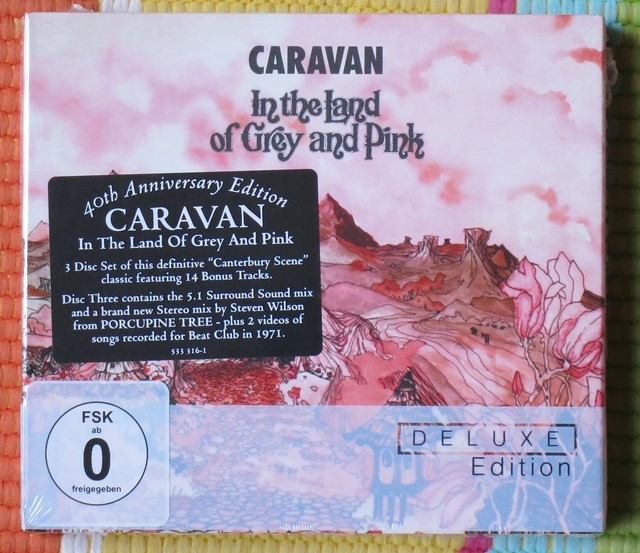 CARAVAN
In the Land
of Grey and Pink
40th Anniversary Edition
CARAVAN
In The Land Of Grey And Pink
3 Disc Set of this definitive "Canterbury Scene"
classic featuring 14 Bonus Tracks.
Disc Three contains the 5.1 Surround Sound mix
and a brand new Stereo mix by Steven Wilson
from PORCUPINE TREE - plus 2 videos of
songs recorded for Beat Club in 1971.
533 316-1
FSK
ab
0
freigegeben
DELUXE
Edition